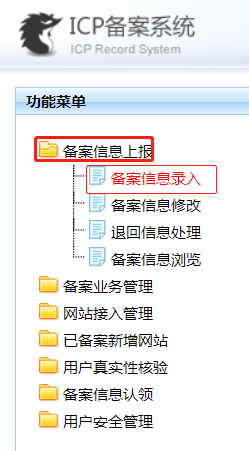 ICP备案系统
ICP Record System
功能菜单
备案信息上报
备案信息录入
备案信息修改
退回信息处理
备案信息浏览
备案业务管理
网站接入管理
已备案新增网站
用户真实性核验
备案信息认领
用户安全管理